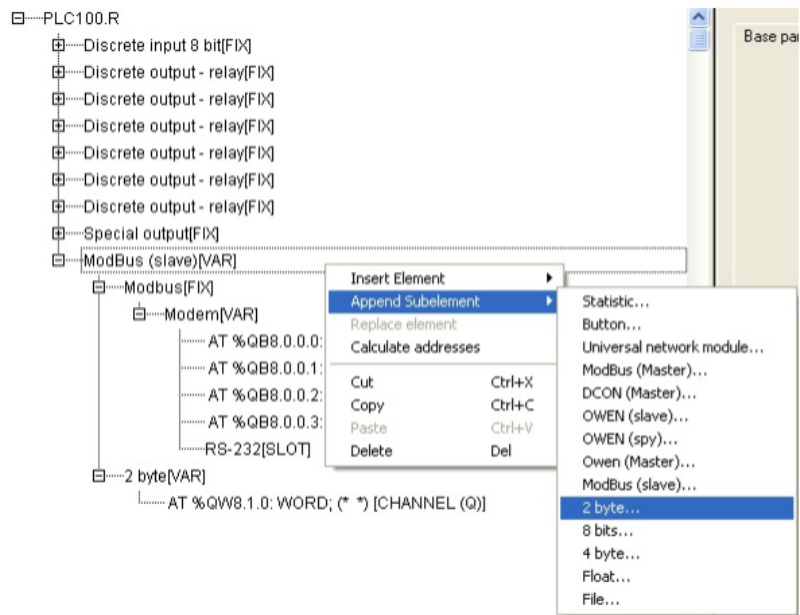 PLC100.R
Discrete input 8 bit[FIX]
Discrete output - relay[FIX]
Discrete output - relay[FIX]
Discrete output - relay[FIX]
Discrete output - relay[FIX]
Discrete output - relay[FIX]
Discrete output - relay[FIX]
Special output[FIX]
ModBus (slave)[VAR]
Modbus[FIX]
Modem[VAR]
AT %QB8.0.0.0:
AT %QB8.0.0.1:
AT %QB8.0.0.2:
AT %QB8.0.0.3:
RS-232[SLOT]
2 byte[VAR]
AT %QW8.1.0: WORD; (* *) [CHANNEL (Q)]
Base par
Insert Element
Append Subelement
Replace element
Calculate addresses
Cut Ctrl+X
Copy Ctrl+C
Paste Ctrl+V
Delete Del
Statistic...
Button...
Universal network module...
ModBus (Master)...
DCON (Master)...
OWEN (slave)...
OWEN (spy)...
Owen (Master)...
ModBus (slave)...
2 byte...
8 bits...
4 byte...
Float...
File...